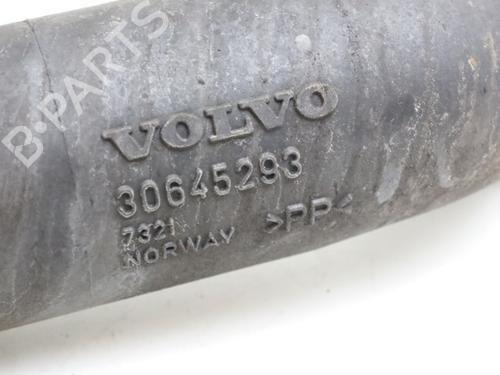 B-PARTS
VOLVO
30645293
7321
NORWAY >PP<